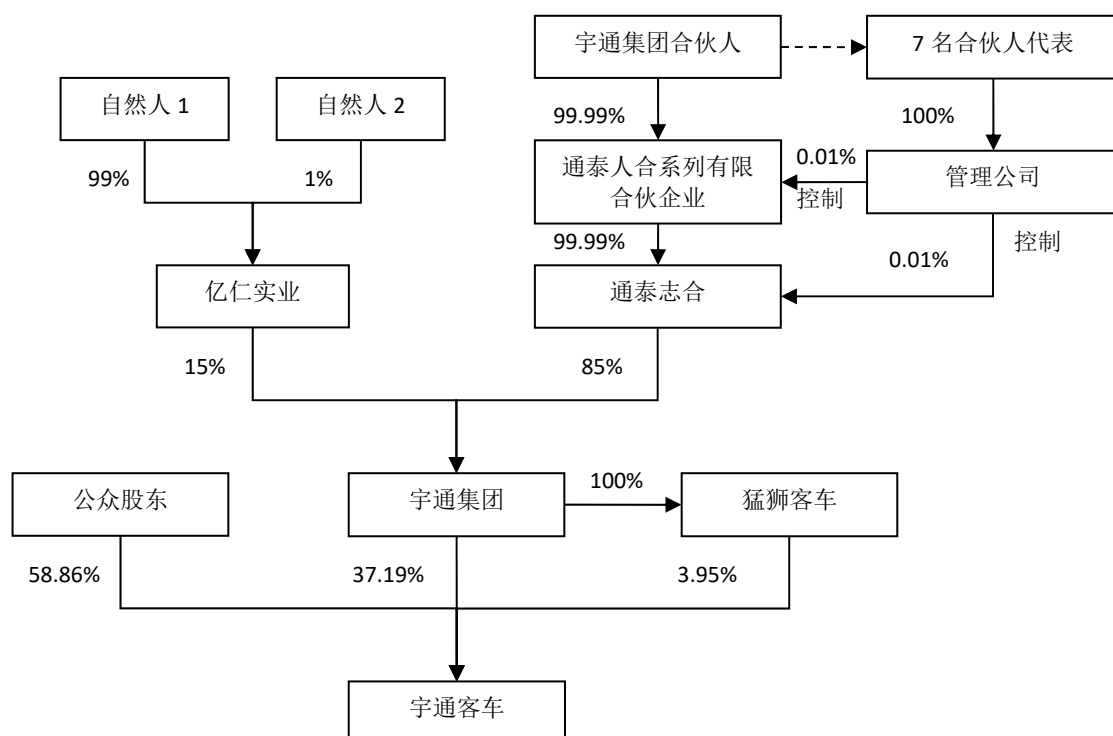 宇通集团合伙人
7 名合伙人代表
自然人 1
自然人 2
99.99%
100%
99%
1%
通泰人合系列有限
合伙企业
0.01%
控制
管理公司
99.99%
0.01%
控制
亿仁实业
通泰志合
15%
85%
公众股东
宇通集团
100%
猛狮客车
58.86%
37.19%
3.95%
宇通客车